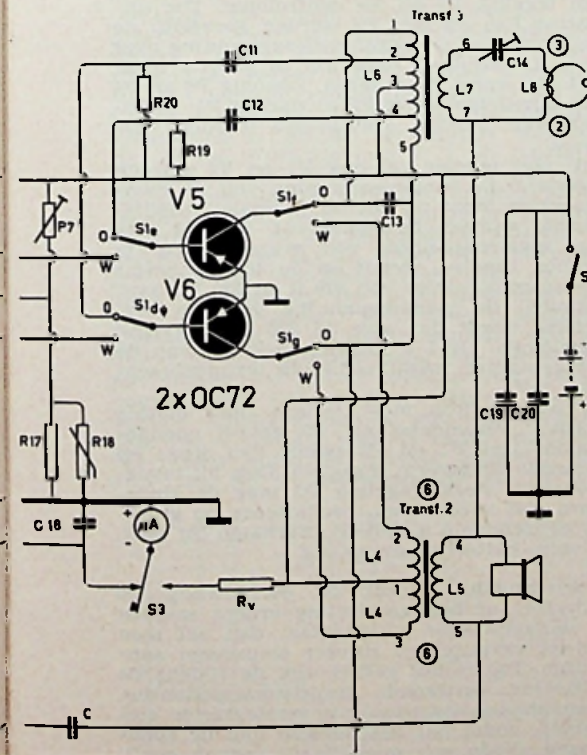 Transf. 3
1
C11
2
6
C14
3
R20
L6
3
L7
L8
C12
4
7
2
R19
5
V5
S1f
O
P7
O
S1e
W
C13
W
V6
S
O
S1d
S1g
O
W
W
2xOC72
C19
C20
R17
R18
6
Transf. 2
+
µA
2
4
C18
-
L4
1
L5
S3
Rv
L4
3
5
6
C